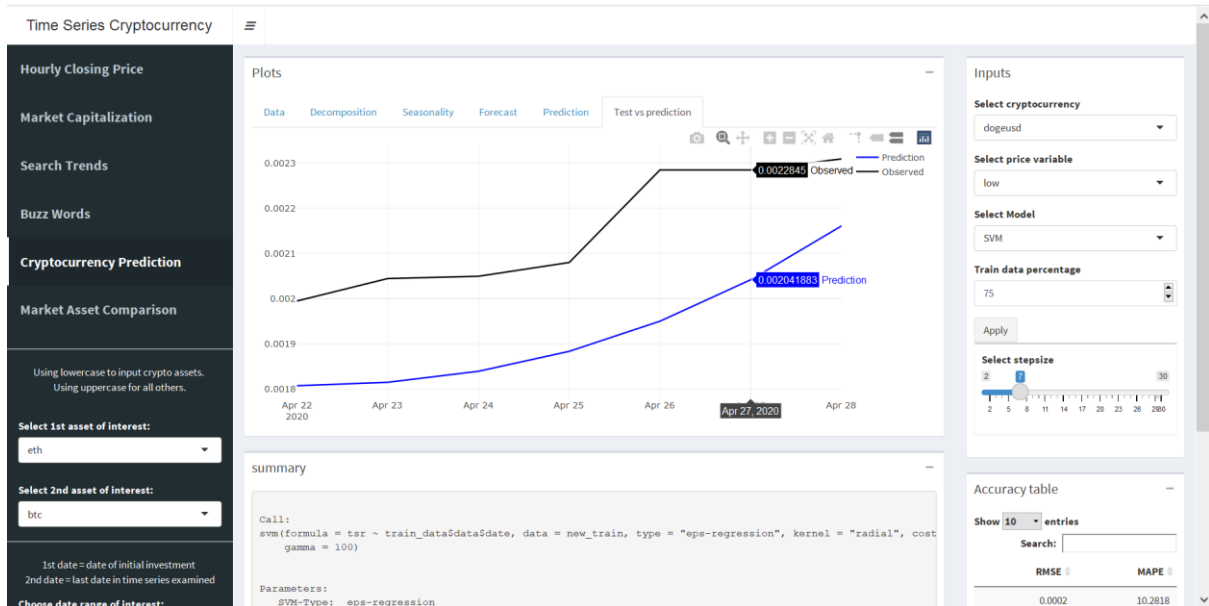 Time Series Cryptocurrency
Hourly Closing Price
Market Capitalization
Search Trends
Buzz Words
Cryptocurrency Prediction
Market Asset Comparison
Using lowercase to input crypto assets.
Using uppercase for all others.
Select 1st asset of interest:
eth
Select 2nd asset of interest:
btc
1st date = date of initial investment
2nd date = last date in time series examined
Choose date range of interest:
Plots
Data Decomposition Seasonality Forecast Prediction Test vs prediction
0.0023
0.0022
0.0021
0.002
0.0019
0.0018
Prediction
Observed
0.0022845 Observed
0.002041883 Prediction
Apr 22
2020
Apr 23
Apr 24
Apr 25
Apr 26
Apr 27, 2020
Apr 28
summary
Call:
svm(formula = tsr ~ train_data$data$date, data = new_train, type = "eps-regression", kernel = "radial", cost
gamma = 100)
Parameters:
SVM-Type: eps-regression
Inputs
Select cryptocurrency
dogeusd
Select price variable
low
Select Model
SVM
Train data percentage
75
Apply
Select stepsize
2 7 30
2 5 8 11 14 17 20 23 26 2930
Accuracy table
Show 10 entries
Search:
RMSE MAPE
0.0002 10.2818